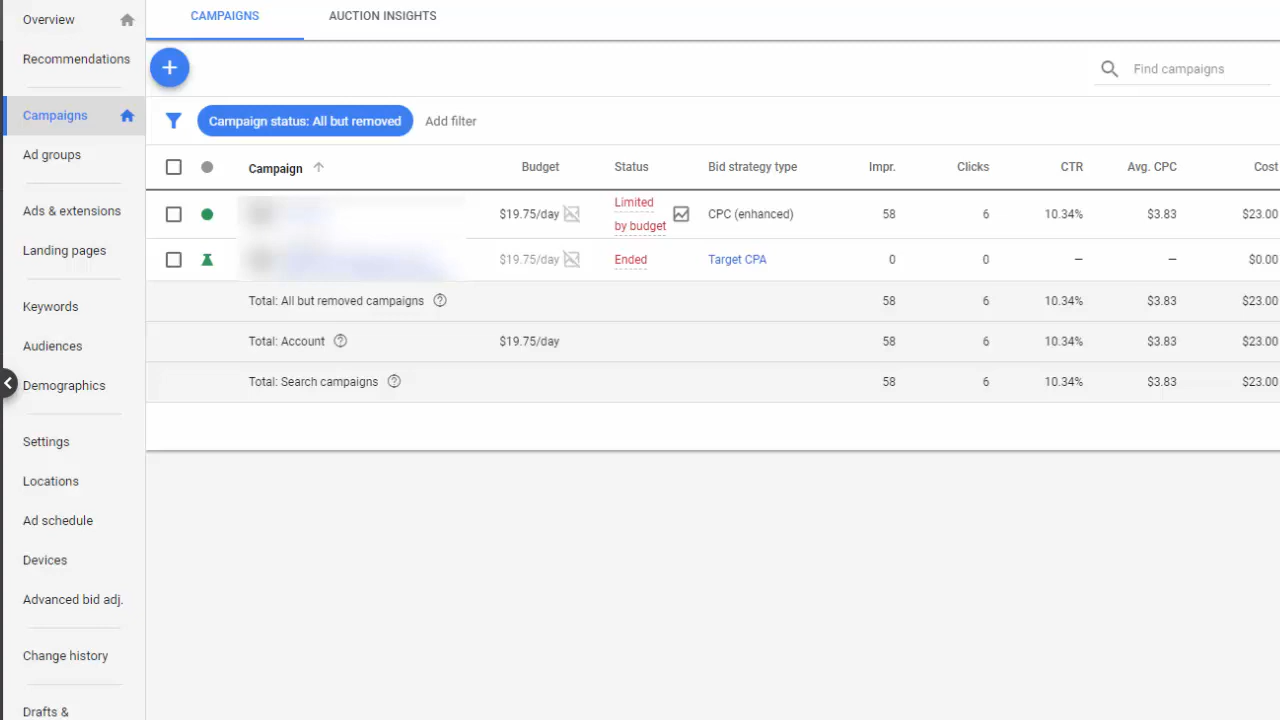 Overview
Recommendations
Campaigns
Ad groups
Ads & extensions
Landing pages
Keywords
Audiences
Demographics
Settings
Locations
Ad schedule
Devices
Advanced bid adj.
Change history
Drafts &
CAMPAIGNS AUCTION INSIGHTS
Find campaigns
Campaign status: All but removed Add filter
Campaign Budget Status Bid strategy type Impr. Clicks CTR Avg. CPC Cost
$19.75/day Limited by budget CPC (enhanced) 58 6 10.34% $3.83 $23.00
$19.75/day Ended Target CPA 0 0 — — $0.00
Total: All but removed campaigns 58 6 10.34% $3.83 $23.00
Total: Account $19.75/day 58 6 10.34% $3.83 $23.00
Total: Search campaigns 58 6 10.34% $3.83 $23.00